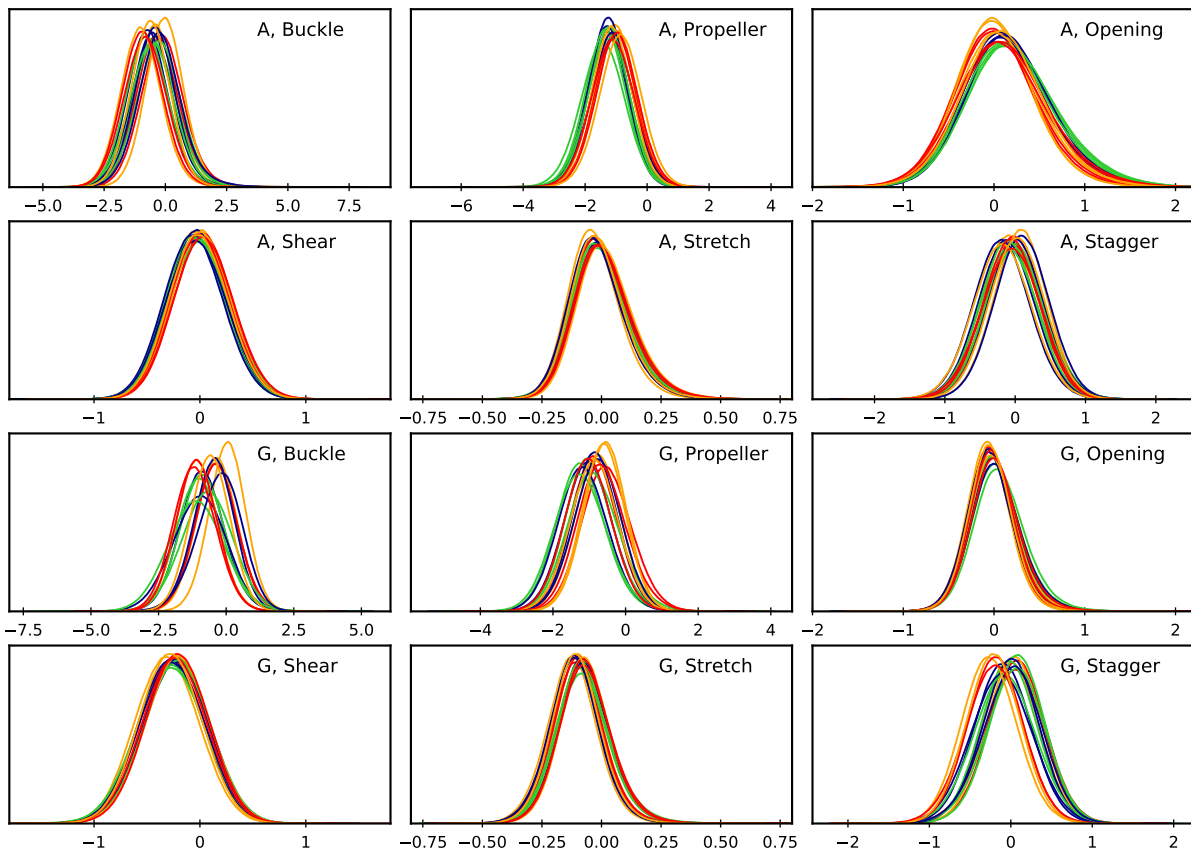 A, Buckle
−5.0 −2.5 0.0 2.5 5.0 7.5
A, Propeller
−6 −4 −2 0 2 4
A, Opening
−2 −1 0 1 2
A, Shear
−1 0 1
A, Stretch
−0.75 −0.50 −0.25 0.00 0.25 0.50 0.75
A, Stagger
−2 −1 0 1 2
G, Buckle
−7.5 −5.0 −2.5 0.0 2.5 5.0
G, Propeller
−4 −2 0 2 4
G, Opening
−2 −1 0 1 2
G, Shear
−1 0 1
G, Stretch
−0.75 −0.50 −0.25 0.00 0.25 0.50 0.75
G, Stagger
−2 −1 0 1 2